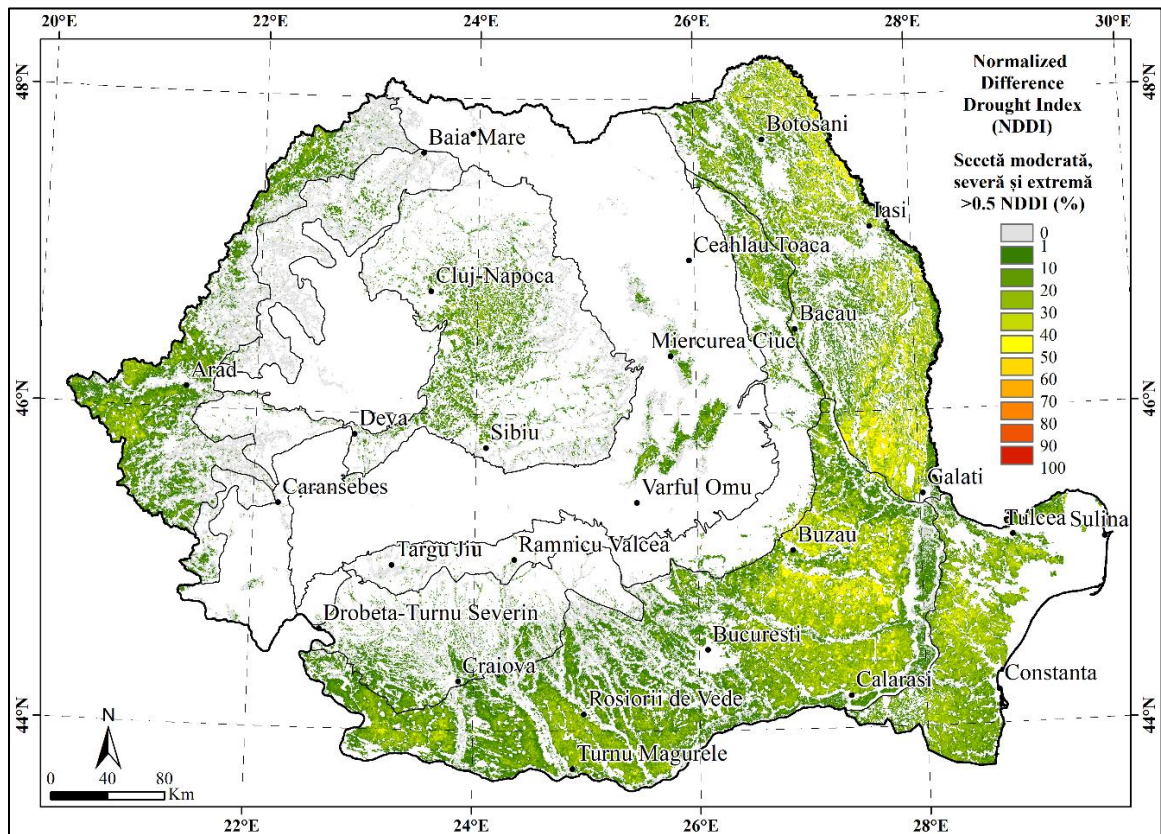 20°E 22°E 24°E 26°E 28°E 30°E
48°N 48°N
Normalized
Difference
Drought Index
(NDDI)
Secetă moderată,
severă și extremă
>0.5 NDDI (%)
0
1
10
20
30
40
50
60
70
80
90
100
Botosani
Baia Mare
Iasi
Ceahlau Toaca
Cluj-Napoca
Bacau
Miercurea Ciuc
Arad
46°N 46°N
Deva
Sibiu
Galati
Caransebes
Varful Omu
Tulcea Sulina
Buzau
Targu Jiu
Ramnicu Valcea
Drobeta-Turnu Severin
Bucuresti
Craiova
Calarasi
Constanta
Rosiorii de Vede
44°N 44°N
N
Turnu Magurele
0 40 80
Km
22°E 24°E 26°E 28°E